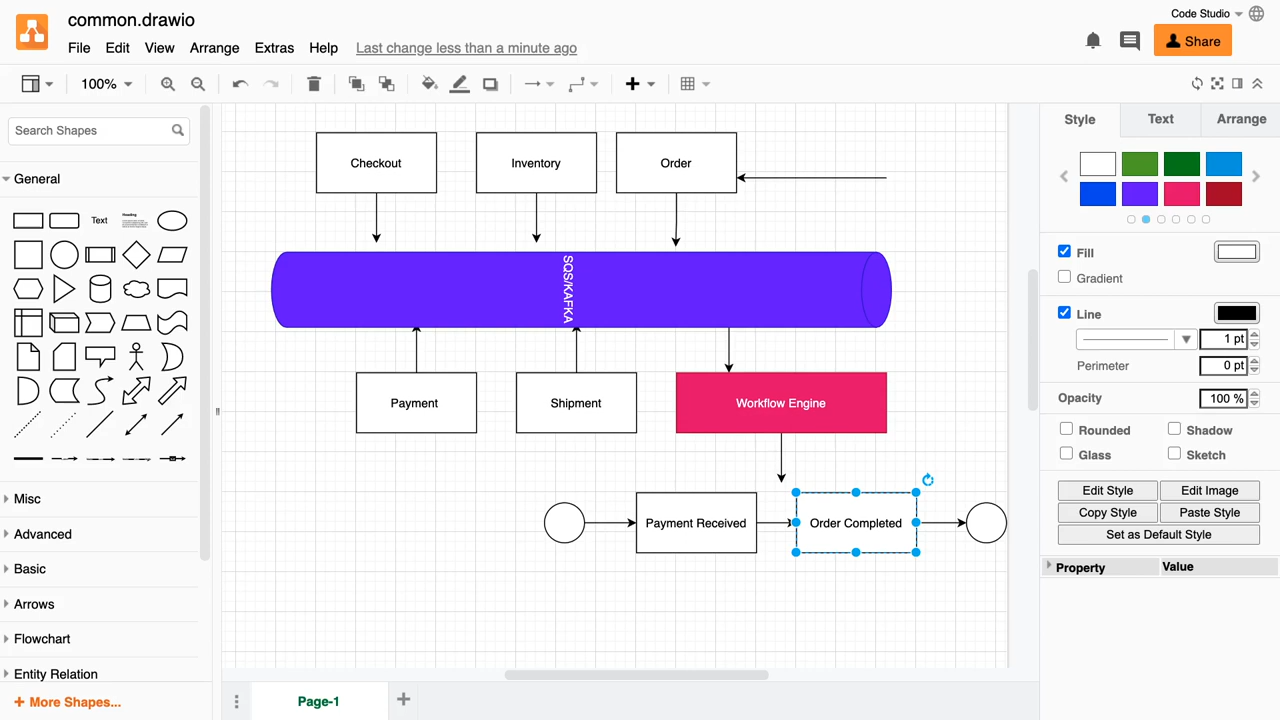 common.drawio
Code Studio
File Edit View Arrange Extras Help Last change less than a minute ago
Share
100%
Search Shapes
General
Text
Heading
Misc
Advanced
Basic
Arrows
Flowchart
Entity Relation
+ More Shapes...
Checkout
Inventory
Order
SQS/KAFKA
Payment
Shipment
Workflow Engine
Payment Received
Order Completed
Page-1
Style Text Arrange
Fill
Gradient
Line
1 pt
Perimeter 0 pt
Opacity 100 %
Rounded Shadow
Glass Sketch
Edit Style Edit Image
Copy Style Paste Style
Set as Default Style
Property Value